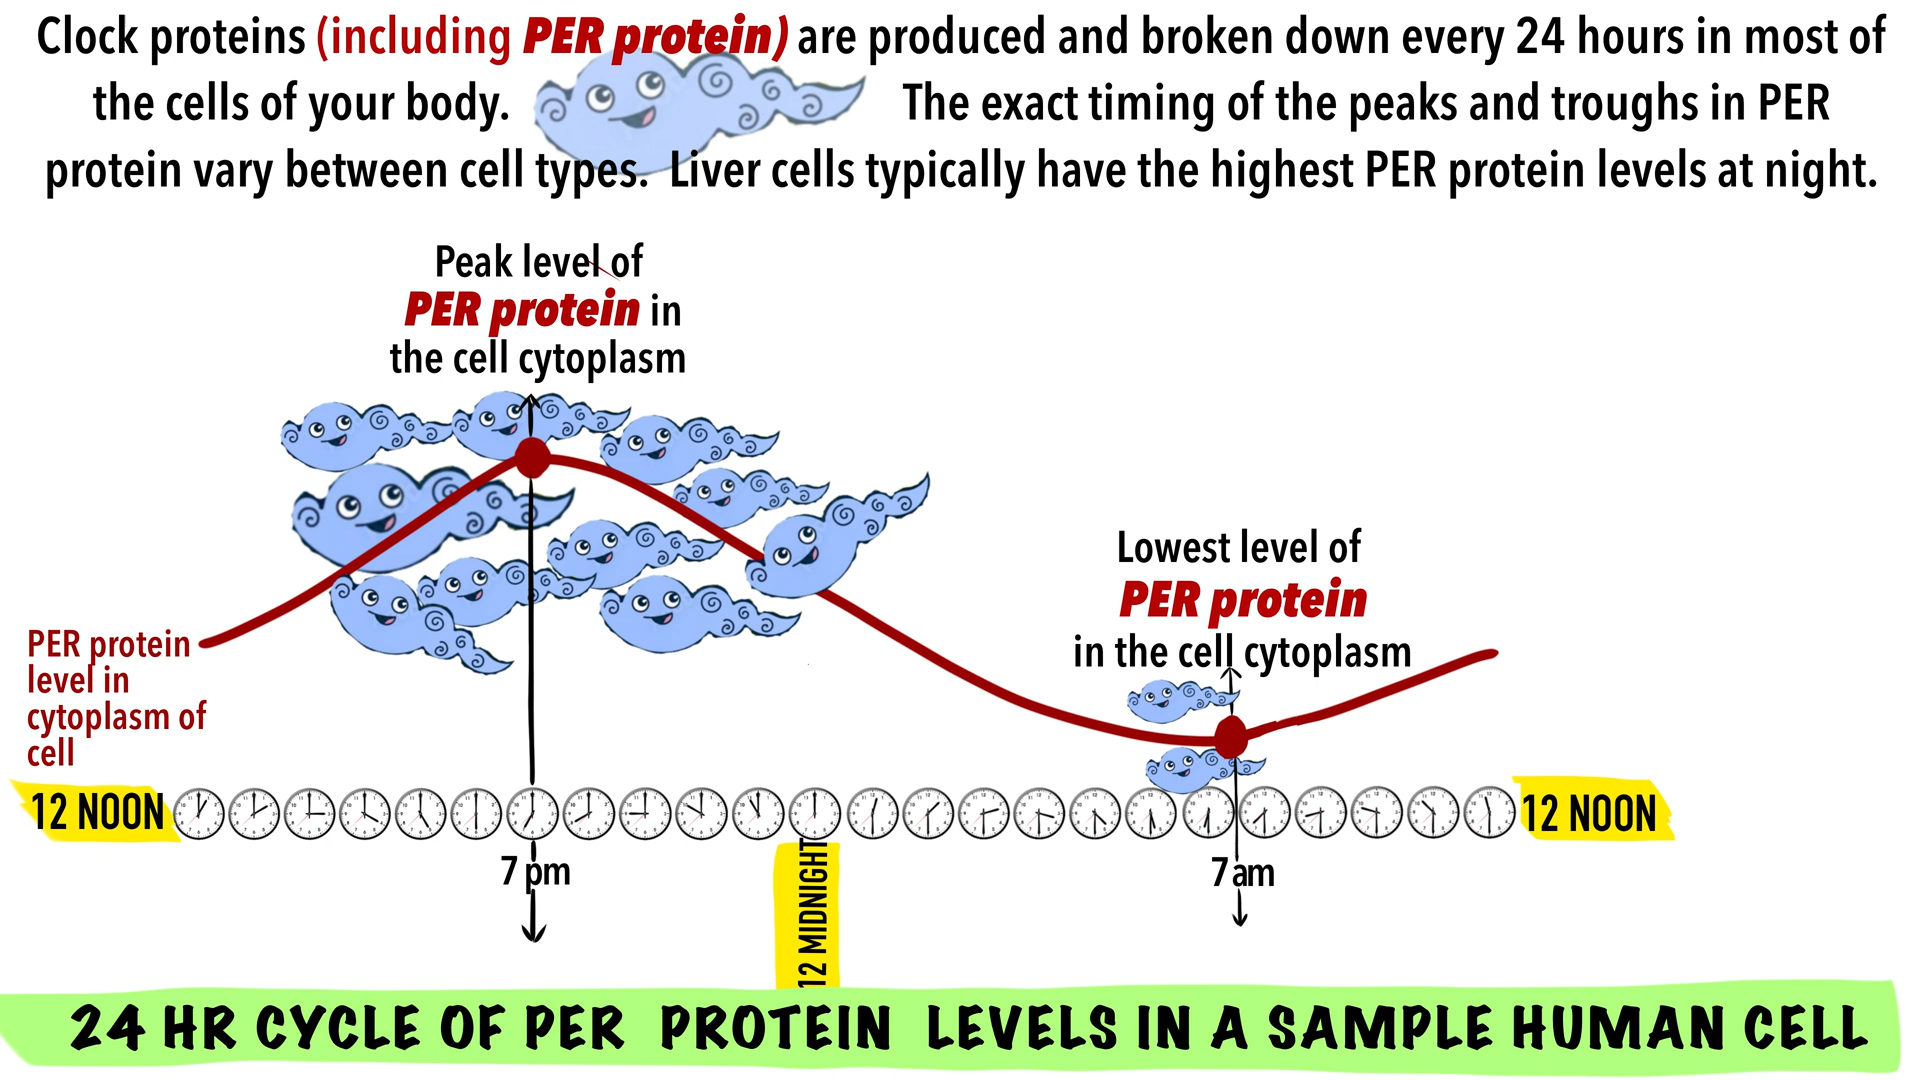 Clock proteins (including PER protein) are produced and broken down every 24 hours in most of
the cells of your body. The exact timing of the peaks and troughs in PER
protein vary between cell types. Liver cells typically have the highest PER protein levels at night.
Peak level of
PER protein in
the cell cytoplasm
Lowest level of
PER protein
in the cell cytoplasm
PER protein
level in
cytoplasm of
cell
12 NOON
12 NOON
7 pm
7 am
12 MIDNIGHT
24 HR CYCLE OF PER PROTEIN LEVELS IN A SAMPLE HUMAN CELL